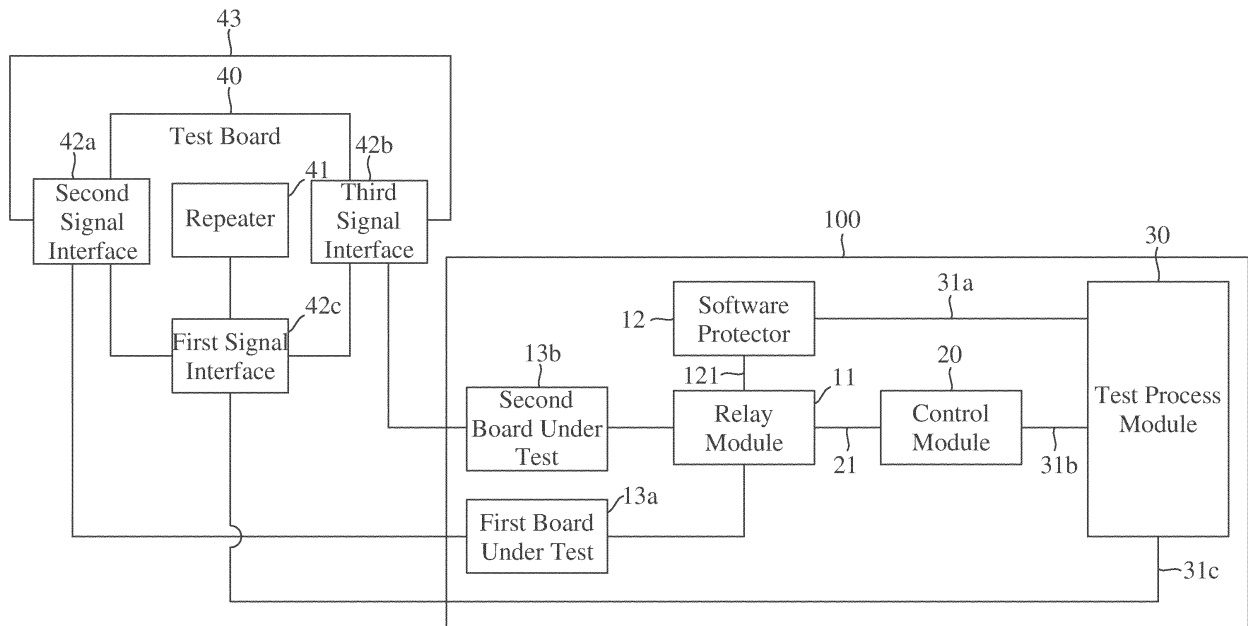 43
40
Test Board
42a
42b
41
Second
Signal
Interface
Repeater
Third
Signal
Interface
100
30
42c
First Signal
Interface
12
Software
Protector
31a
13b
121
11
20
Second
Board Under
Test
Relay
Module
21
Control
Module
31b
Test Process
Module
13a
First Board
Under Test
31c